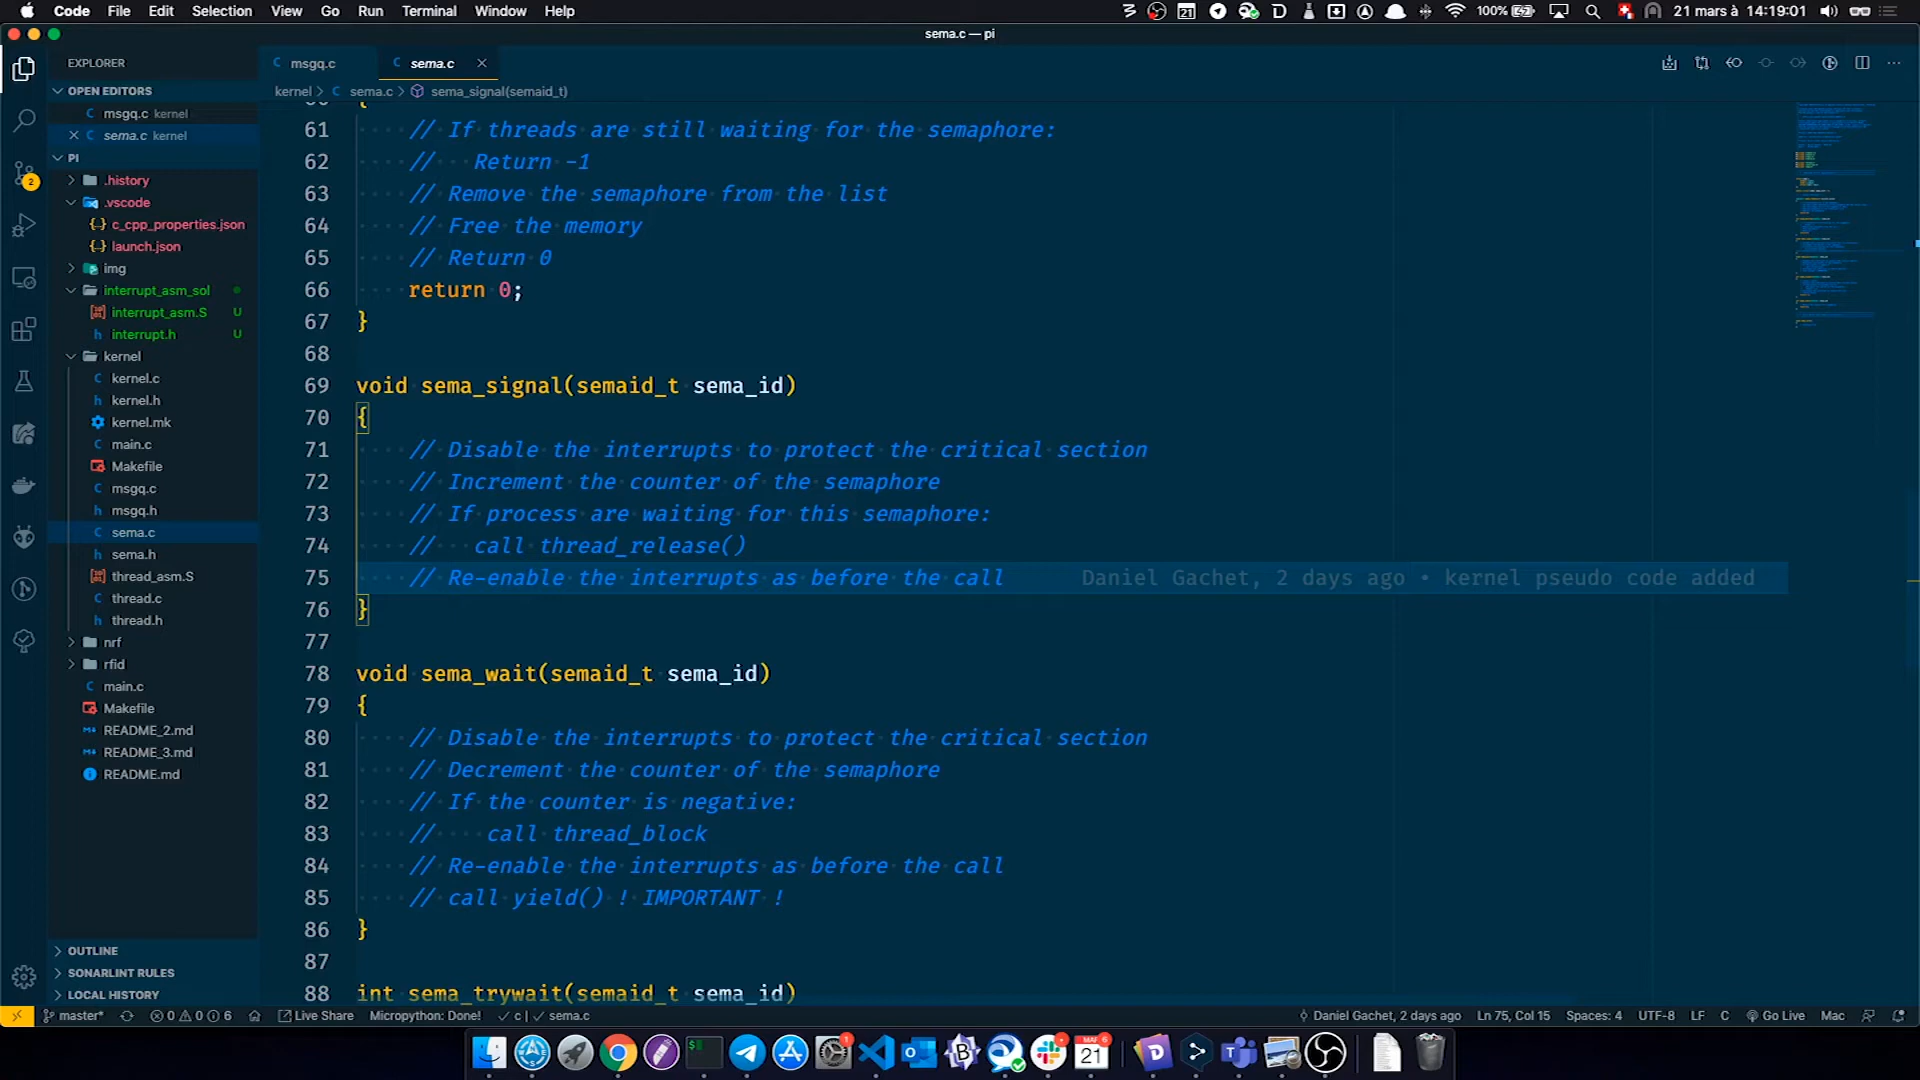 Code File Edit Selection View Go Run Terminal Window Help
100% 21 mars à 14:19:01
sema.c — pi
EXPLORER
OPEN EDITORS
msgq.c kernel
sema.c kernel
PI
.history
.vscode
c_cpp_properties.json
launch.json
img
interrupt_asm_sol
interrupt_asm.S U
interrupt.h U
kernel
kernel.c
kernel.h
kernel.mk
main.c
Makefile
msgq.c
msgq.h
sema.c
sema.h
thread_asm.S
thread.c
thread.h
nrf
rfid
main.c
Makefile
README_2.md
README_3.md
README.md
OUTLINE
SONARLINT RULES
LOCAL HISTORY
msgq.c sema.c
kernel > sema.c > sema_signal(semaid_t)
{
61 // If threads are still waiting for the semaphore:
62 // Return -1
63 // Remove the semaphore from the list
64 // Free the memory
65 // Return 0
66 return 0;
67 }
68
69 void sema_signal(semaid_t sema_id)
70 {
71 // Disable the interrupts to protect the critical section
72 // Increment the counter of the semaphore
73 // If process are waiting for this semaphore:
74 // call thread_release()
75 // Re-enable the interrupts as before the call Daniel Gachet, 2 days ago • kernel pseudo code added
76 }
77
78 void sema_wait(semaid_t sema_id)
79 {
80 // Disable the interrupts to protect the critical section
81 // Decrement the counter of the semaphore
82 // If the counter is negative:
83 // call thread_block
84 // Re-enable the interrupts as before the call
85 // call yield() ! IMPORTANT !
86 }
87
88 int sema_trywait(semaid_t sema_id)
master* 0 0 6 Live Share Micropython: Done! c sema.c Daniel Gachet, 2 days ago Ln 75, Col 15 Spaces: 4 UTF-8 LF C Go Live Mac